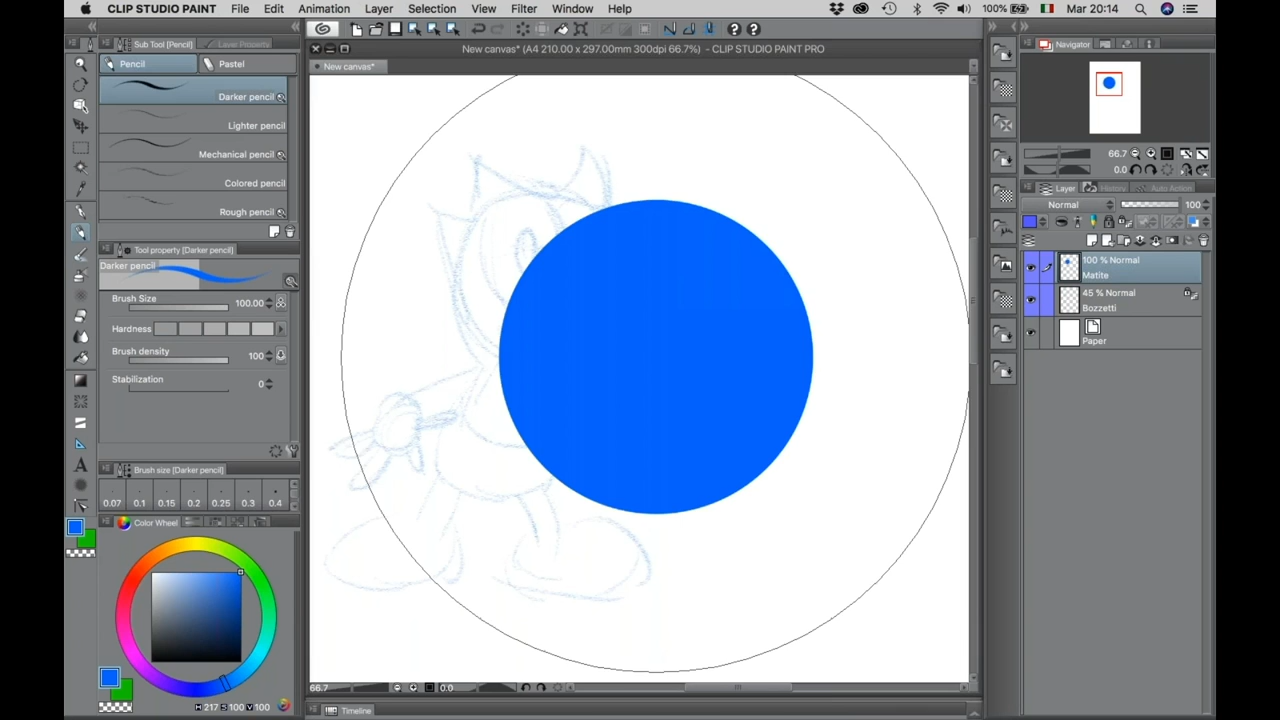 CLIP STUDIO PAINT File Edit Animation Layer Selection View Filter Window Help 100% Mar 20:14
Sub Tool [Pencil] Layer Property
New canvas* (A4 210.00 x 297.00mm 300dpi 66.7%) - CLIP STUDIO PAINT PRO
Navigator
Pencil Pastel
New canvas*
Darker pencil
Lighter pencil
Mechanical pencil
Colored pencil
Rough pencil
66.7
0.0
Layer History Auto Action
Normal 100
Tool property [Darker pencil]
Darker pencil
Brush Size 100.00
Hardness
Brush density 100
Stabilization 0
100 % Normal
Matite
45 % Normal
Bozzetti
Paper
Brush size [Darker pencil]
0.07 0.1 0.15 0.2 0.25 0.3 0.4
Color Wheel
H 217 S 100 V 100
66.7 0.0
Timeline